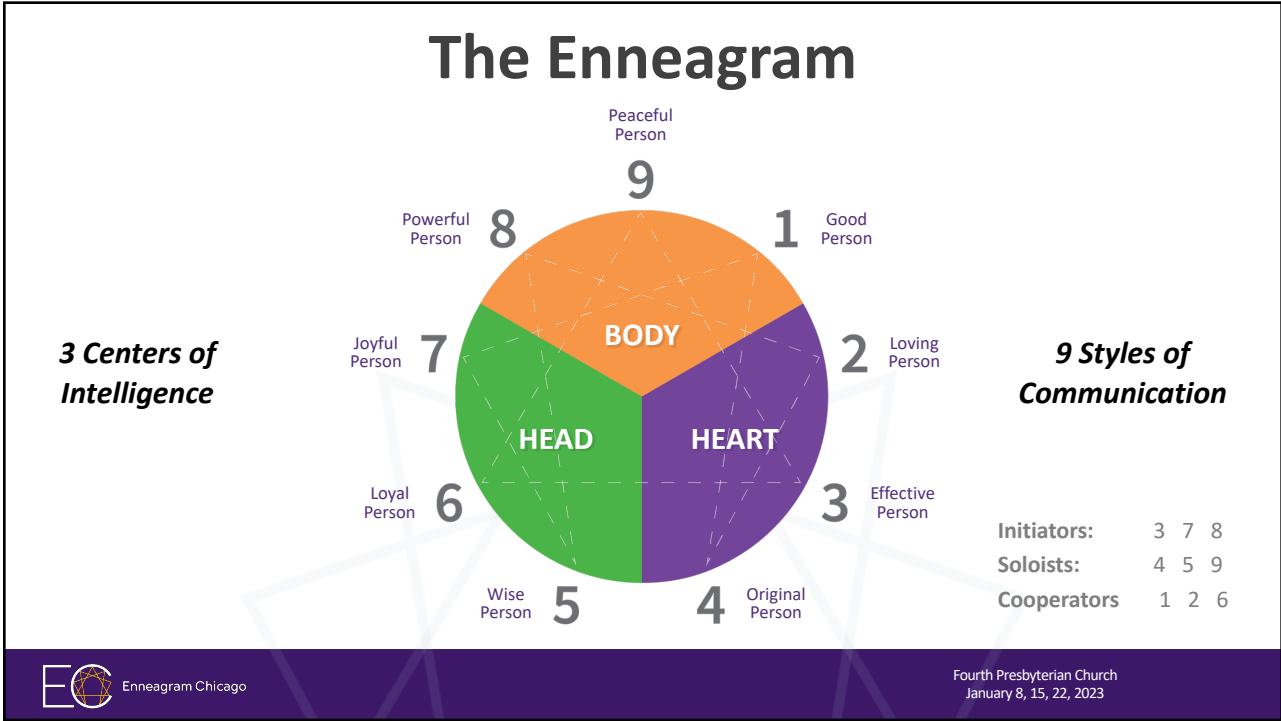 The Enneagram
Peaceful
Person
9
Powerful
Person
8
1
Good
Person
BODY
3 Centers of
Intelligence
Joyful
Person
7
2
Loving
Person
9 Styles of
Communication
HEAD
HEART
Loyal
Person
6
3
Effective
Person
Wise
Person
5
4
Original
Person
Initiators: 3 7 8
Soloists: 4 5 9
Cooperators 1 2 6
EC Enneagram Chicago
Fourth Presbyterian Church
January 8, 15, 22, 2023